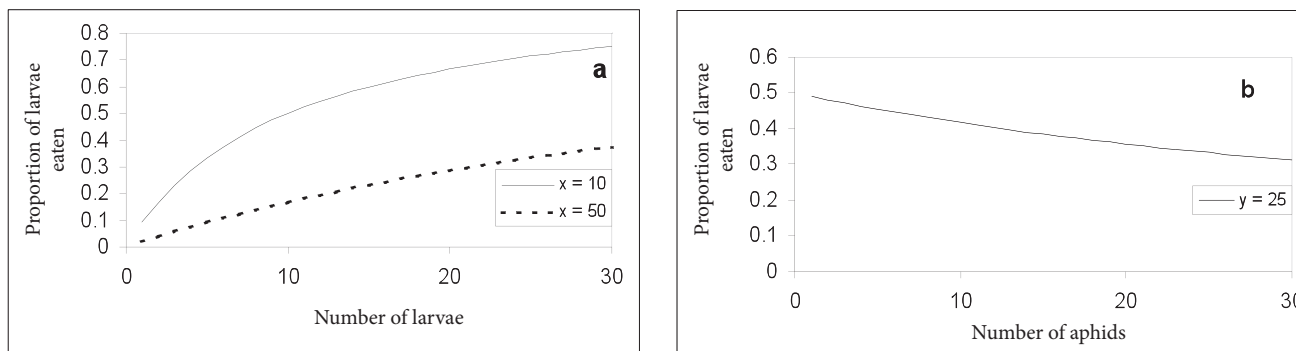 0.8
0.7
0.6
0.5
0.4
0.3
0.2
0.1
0
Proportion of larvae
eaten
a
x = 10
x = 50
0 10 20 30
Number of larvae
0.6
0.5
0.4
0.3
0.2
0.1
0
Proportion of larvae
eaten
b
y = 25
0 10 20 30
Number of aphids